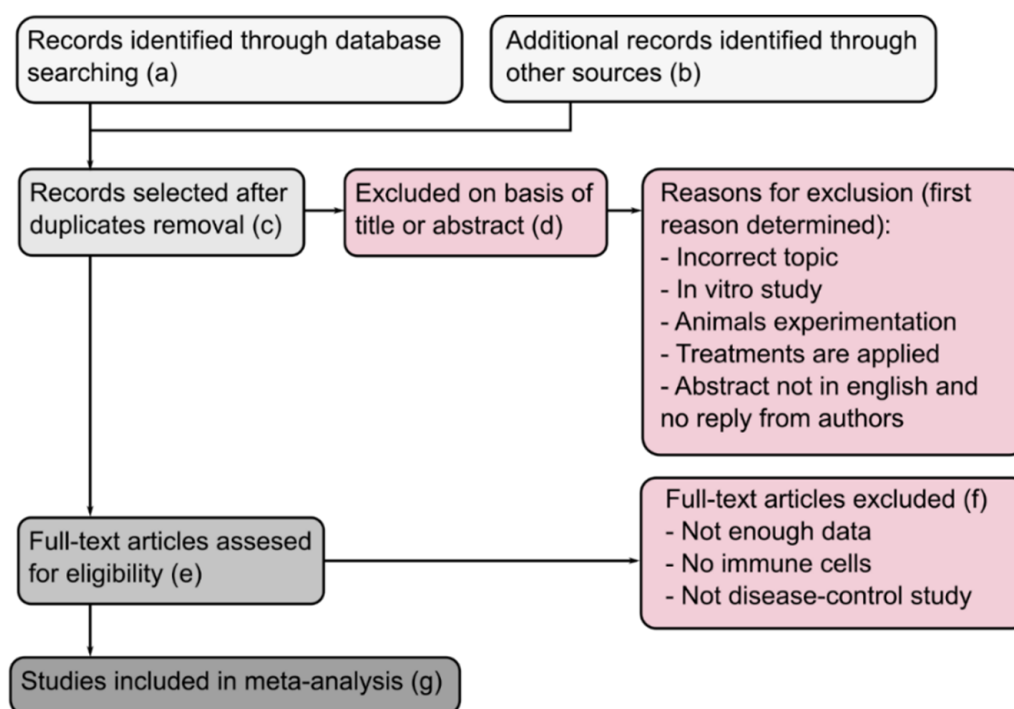 Records identified through database
searching (a)
Additional records identified through
other sources (b)
Records selected after
duplicates removal (c)
Excluded on basis of
title or abstract (d)
Reasons for exclusion (first
reason determined):
- Incorrect topic
- In vitro study
- Animals experimentation
- Treatments are applied
- Abstract not in english and
no reply from authors
Full-text articles assesed
for eligibility (e)
Full-text articles excluded (f)
- Not enough data
- No immune cells
- Not disease-control study
Studies included in meta-analysis (g)